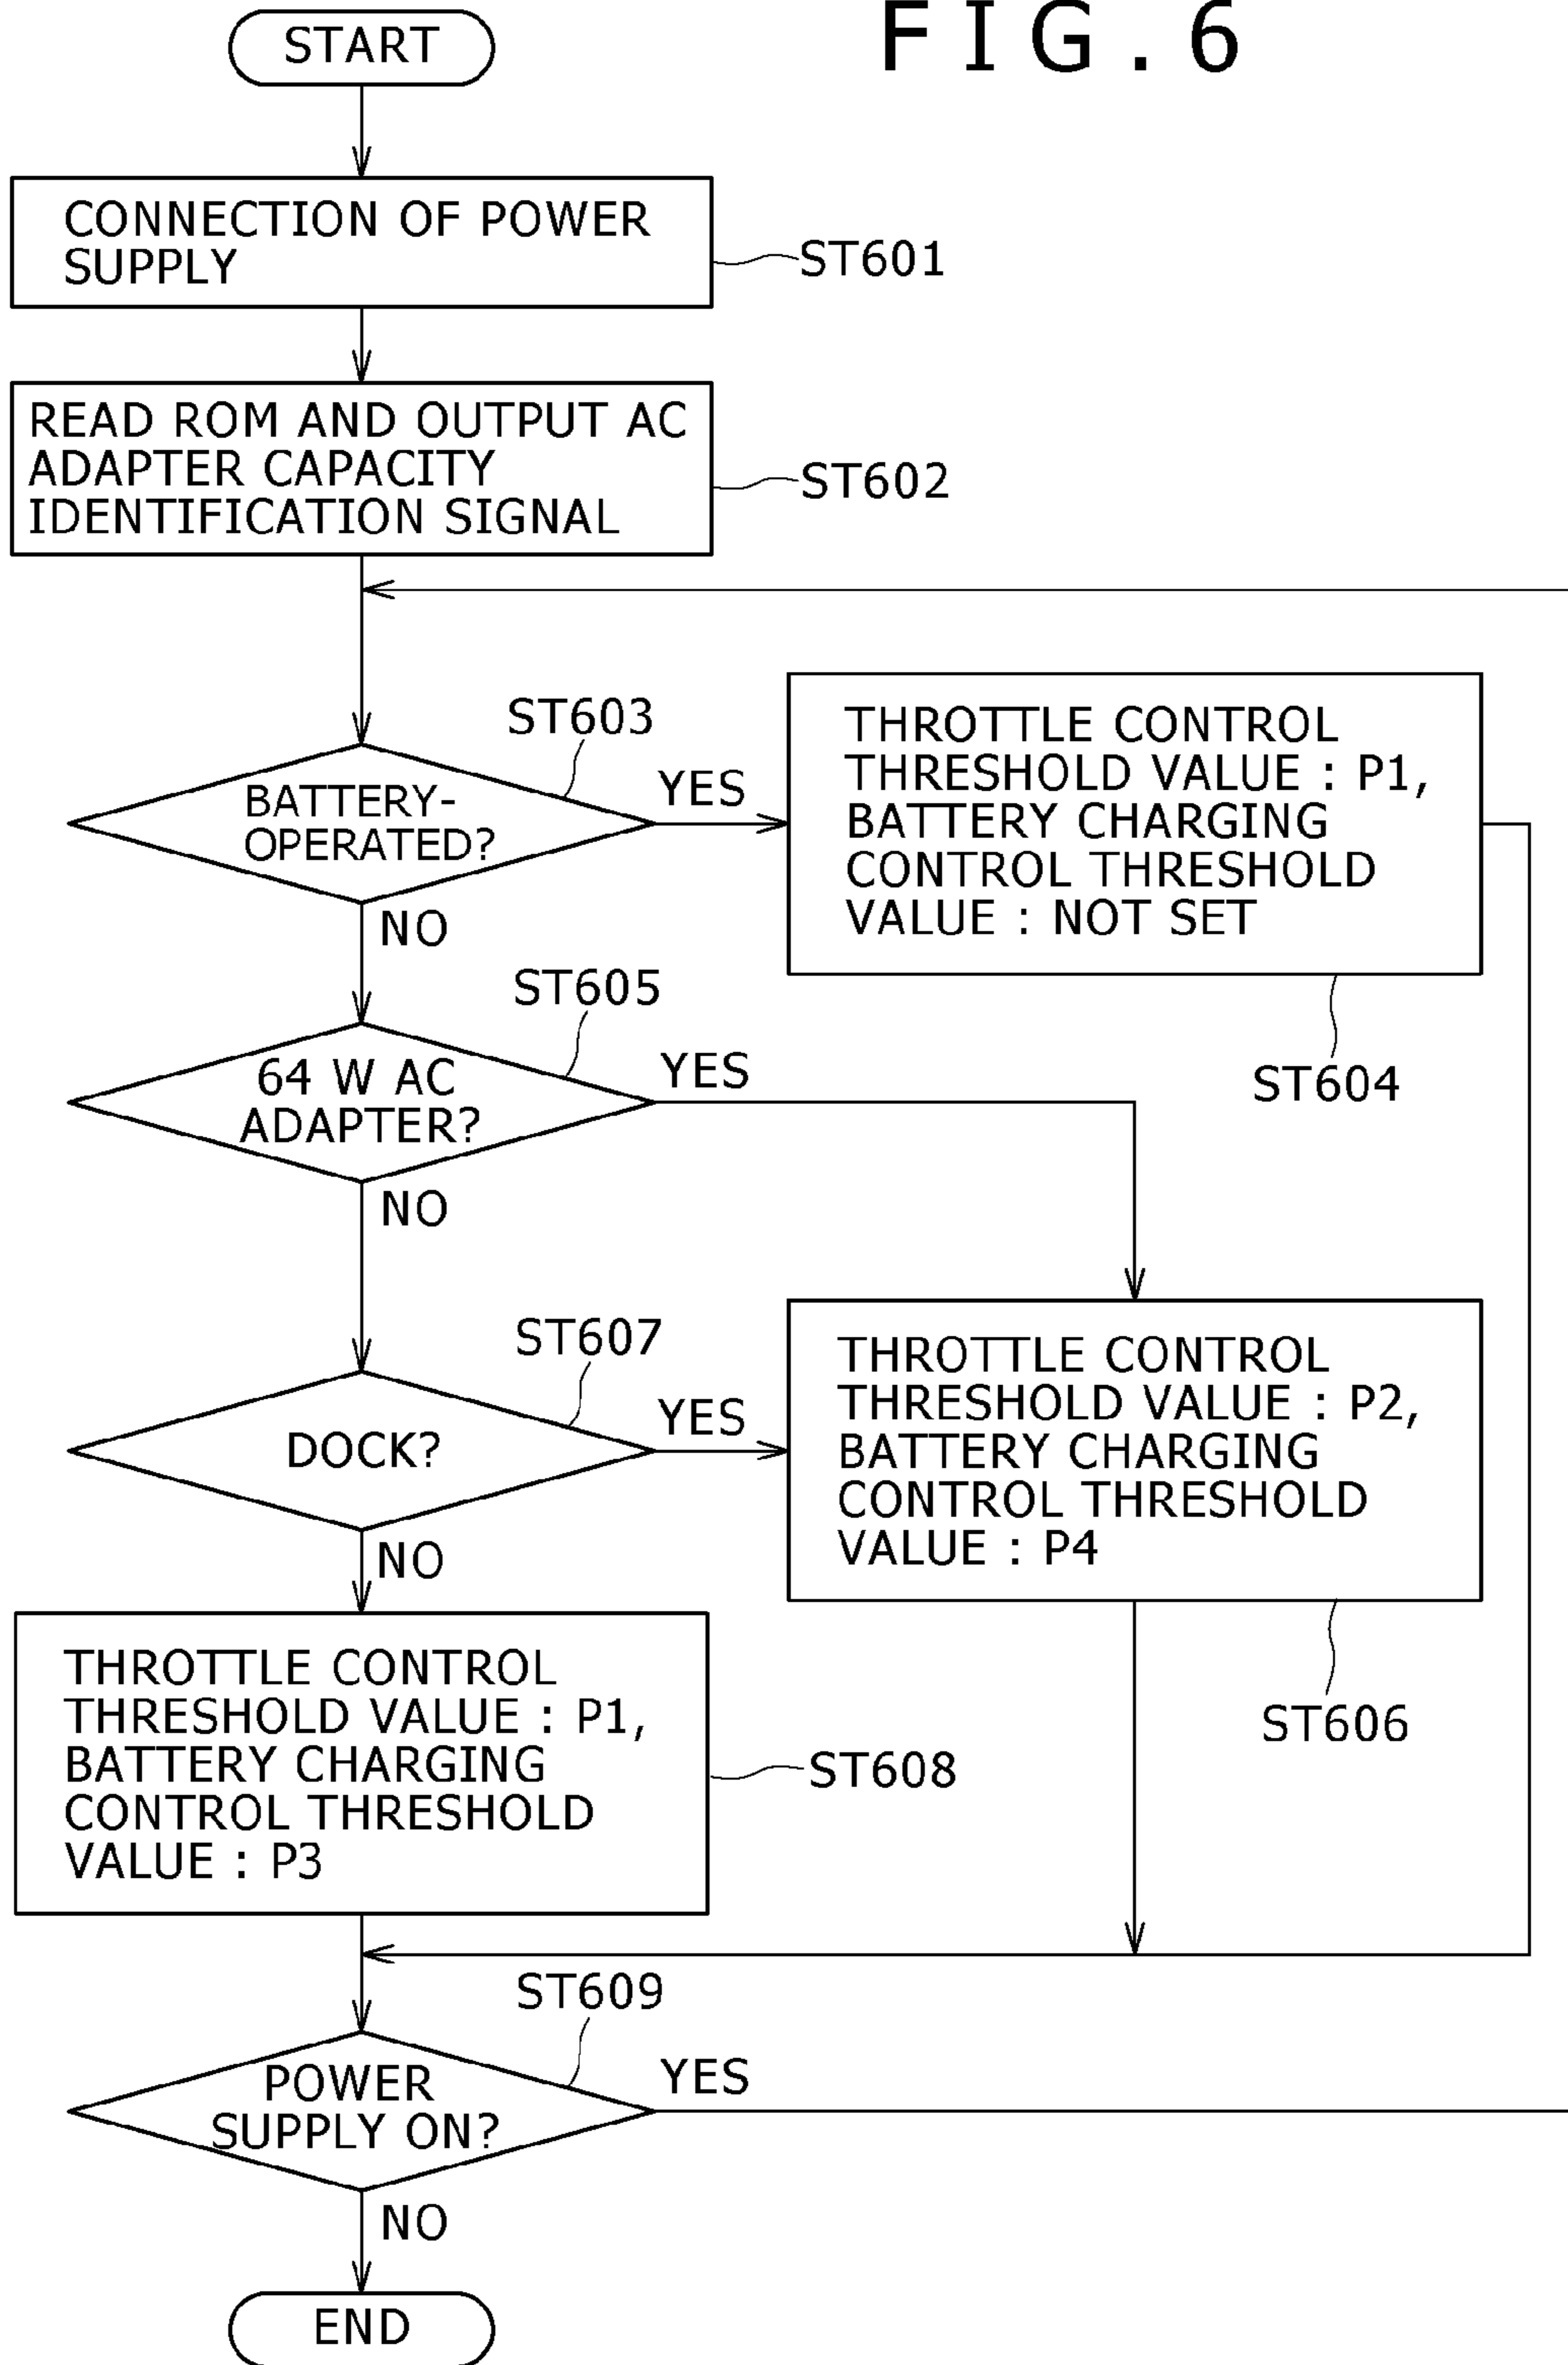 FIG.6
START
CONNECTION OF POWER
SUPPLY
ST601
READ ROM AND OUTPUT AC
ADAPTER CAPACITY
IDENTIFICATION SIGNAL
ST602
ST603
BATTERY-
OPERATED?
YES
NO
THROTTLE CONTROL
THRESHOLD VALUE : P1,
BATTERY CHARGING
CONTROL THRESHOLD
VALUE : NOT SET
ST604
ST605
64 W AC
ADAPTER?
YES
NO
ST607
DOCK?
YES
NO
THROTTLE CONTROL
THRESHOLD VALUE : P2,
BATTERY CHARGING
CONTROL THRESHOLD
VALUE : P4
ST606
THROTTLE CONTROL
THRESHOLD VALUE : P1,
BATTERY CHARGING
CONTROL THRESHOLD
VALUE : P3
ST608
ST609
POWER
SUPPLY ON?
YES
NO
END